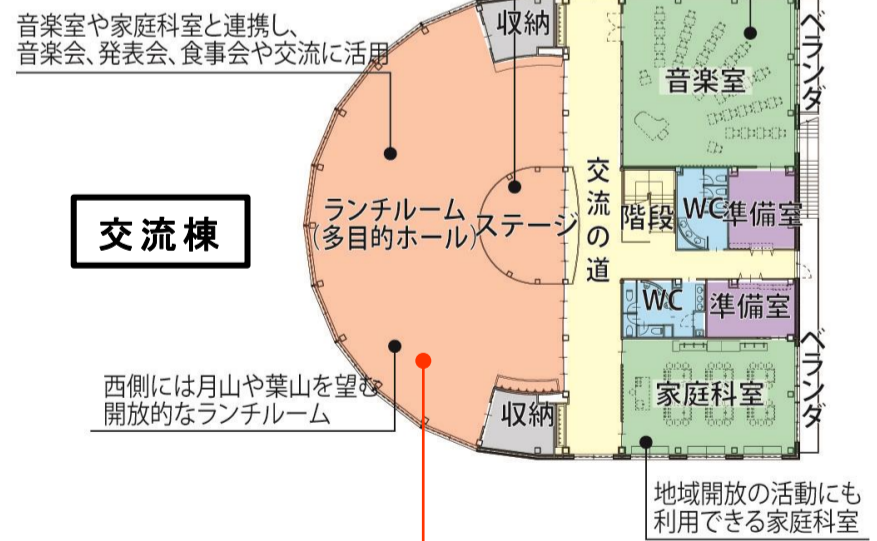 音楽室や家庭科室と連携し、
音楽会、発表会、食事会や交流に活用
収納
音楽室
ベランダ
交流棟
ランチルーム
(多目的ホール)
ステージ
交流の道
階段
WC
準備室
WC
準備室
西側には月山や葉山を望む
開放的なランチルーム
収納
家庭科室
ベランダ
地域開放の活動にも
利用できる家庭科室